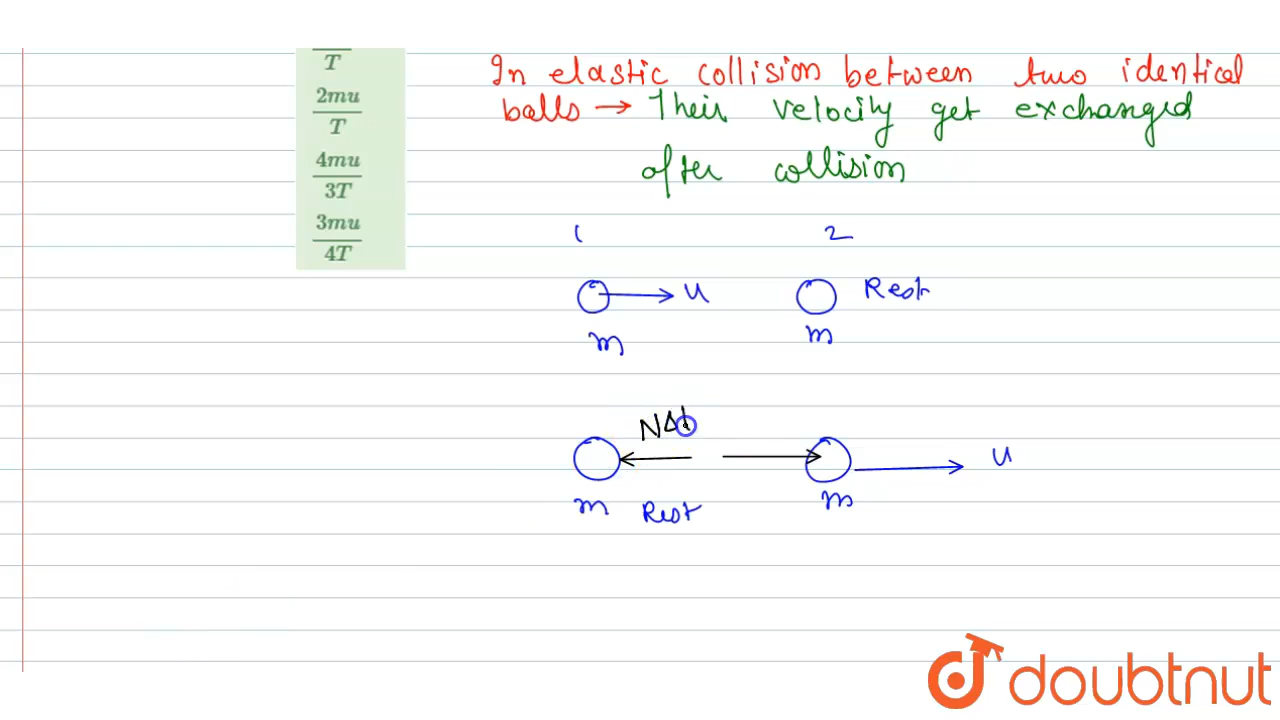 T
2mu
T
4mu
3T
3mu
4T
In elastic collision between two identical
balls → Their velocity get exchanged
after collision
1 2
u Rest
m m
NΔt
u
m Rest m
doubtnut